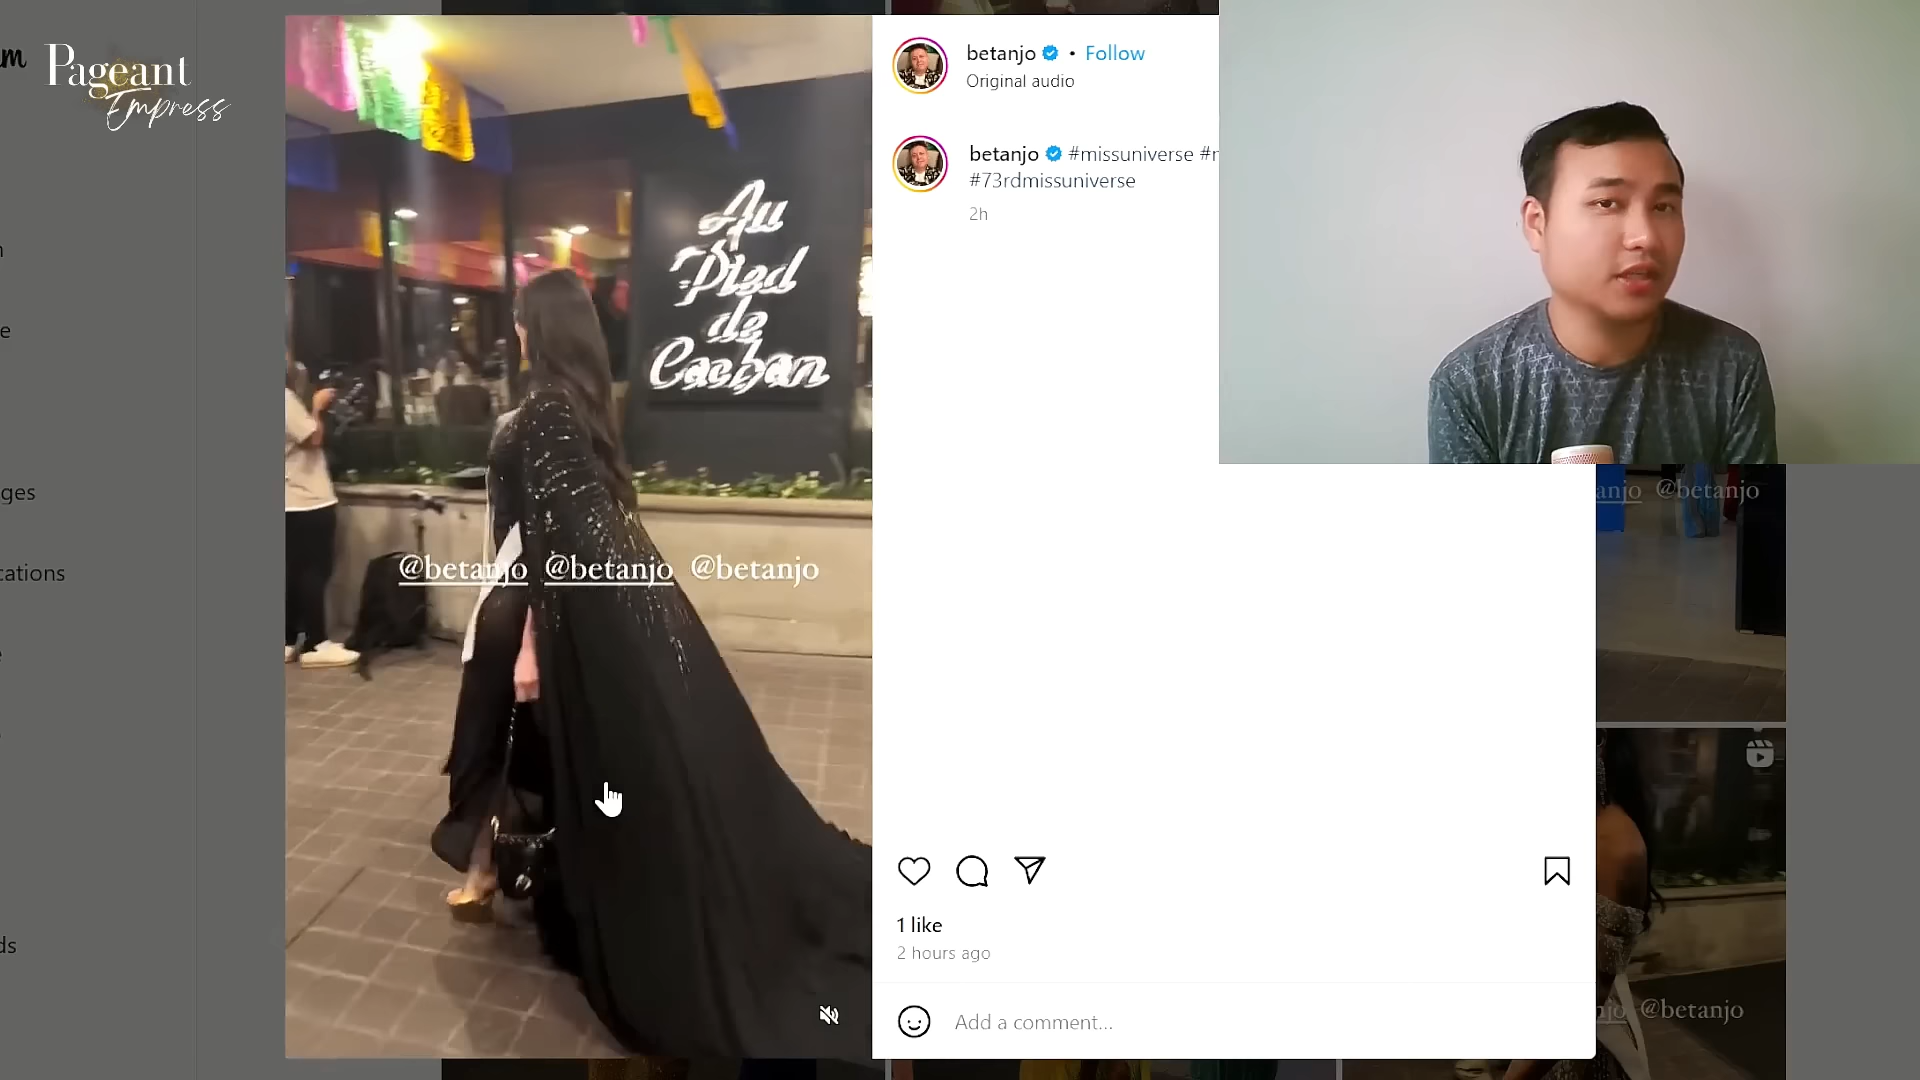 Pageant
Empress
m
ges
cations
ds
Au
Pied
de
Cochon
@betanjo @betanjo @betanjo
betanjo • Follow
Original audio
betanjo #missuniverse
#73rdmissuniverse
2h
1 like
2 hours ago
Add a comment...
@betanjo
@betanjo